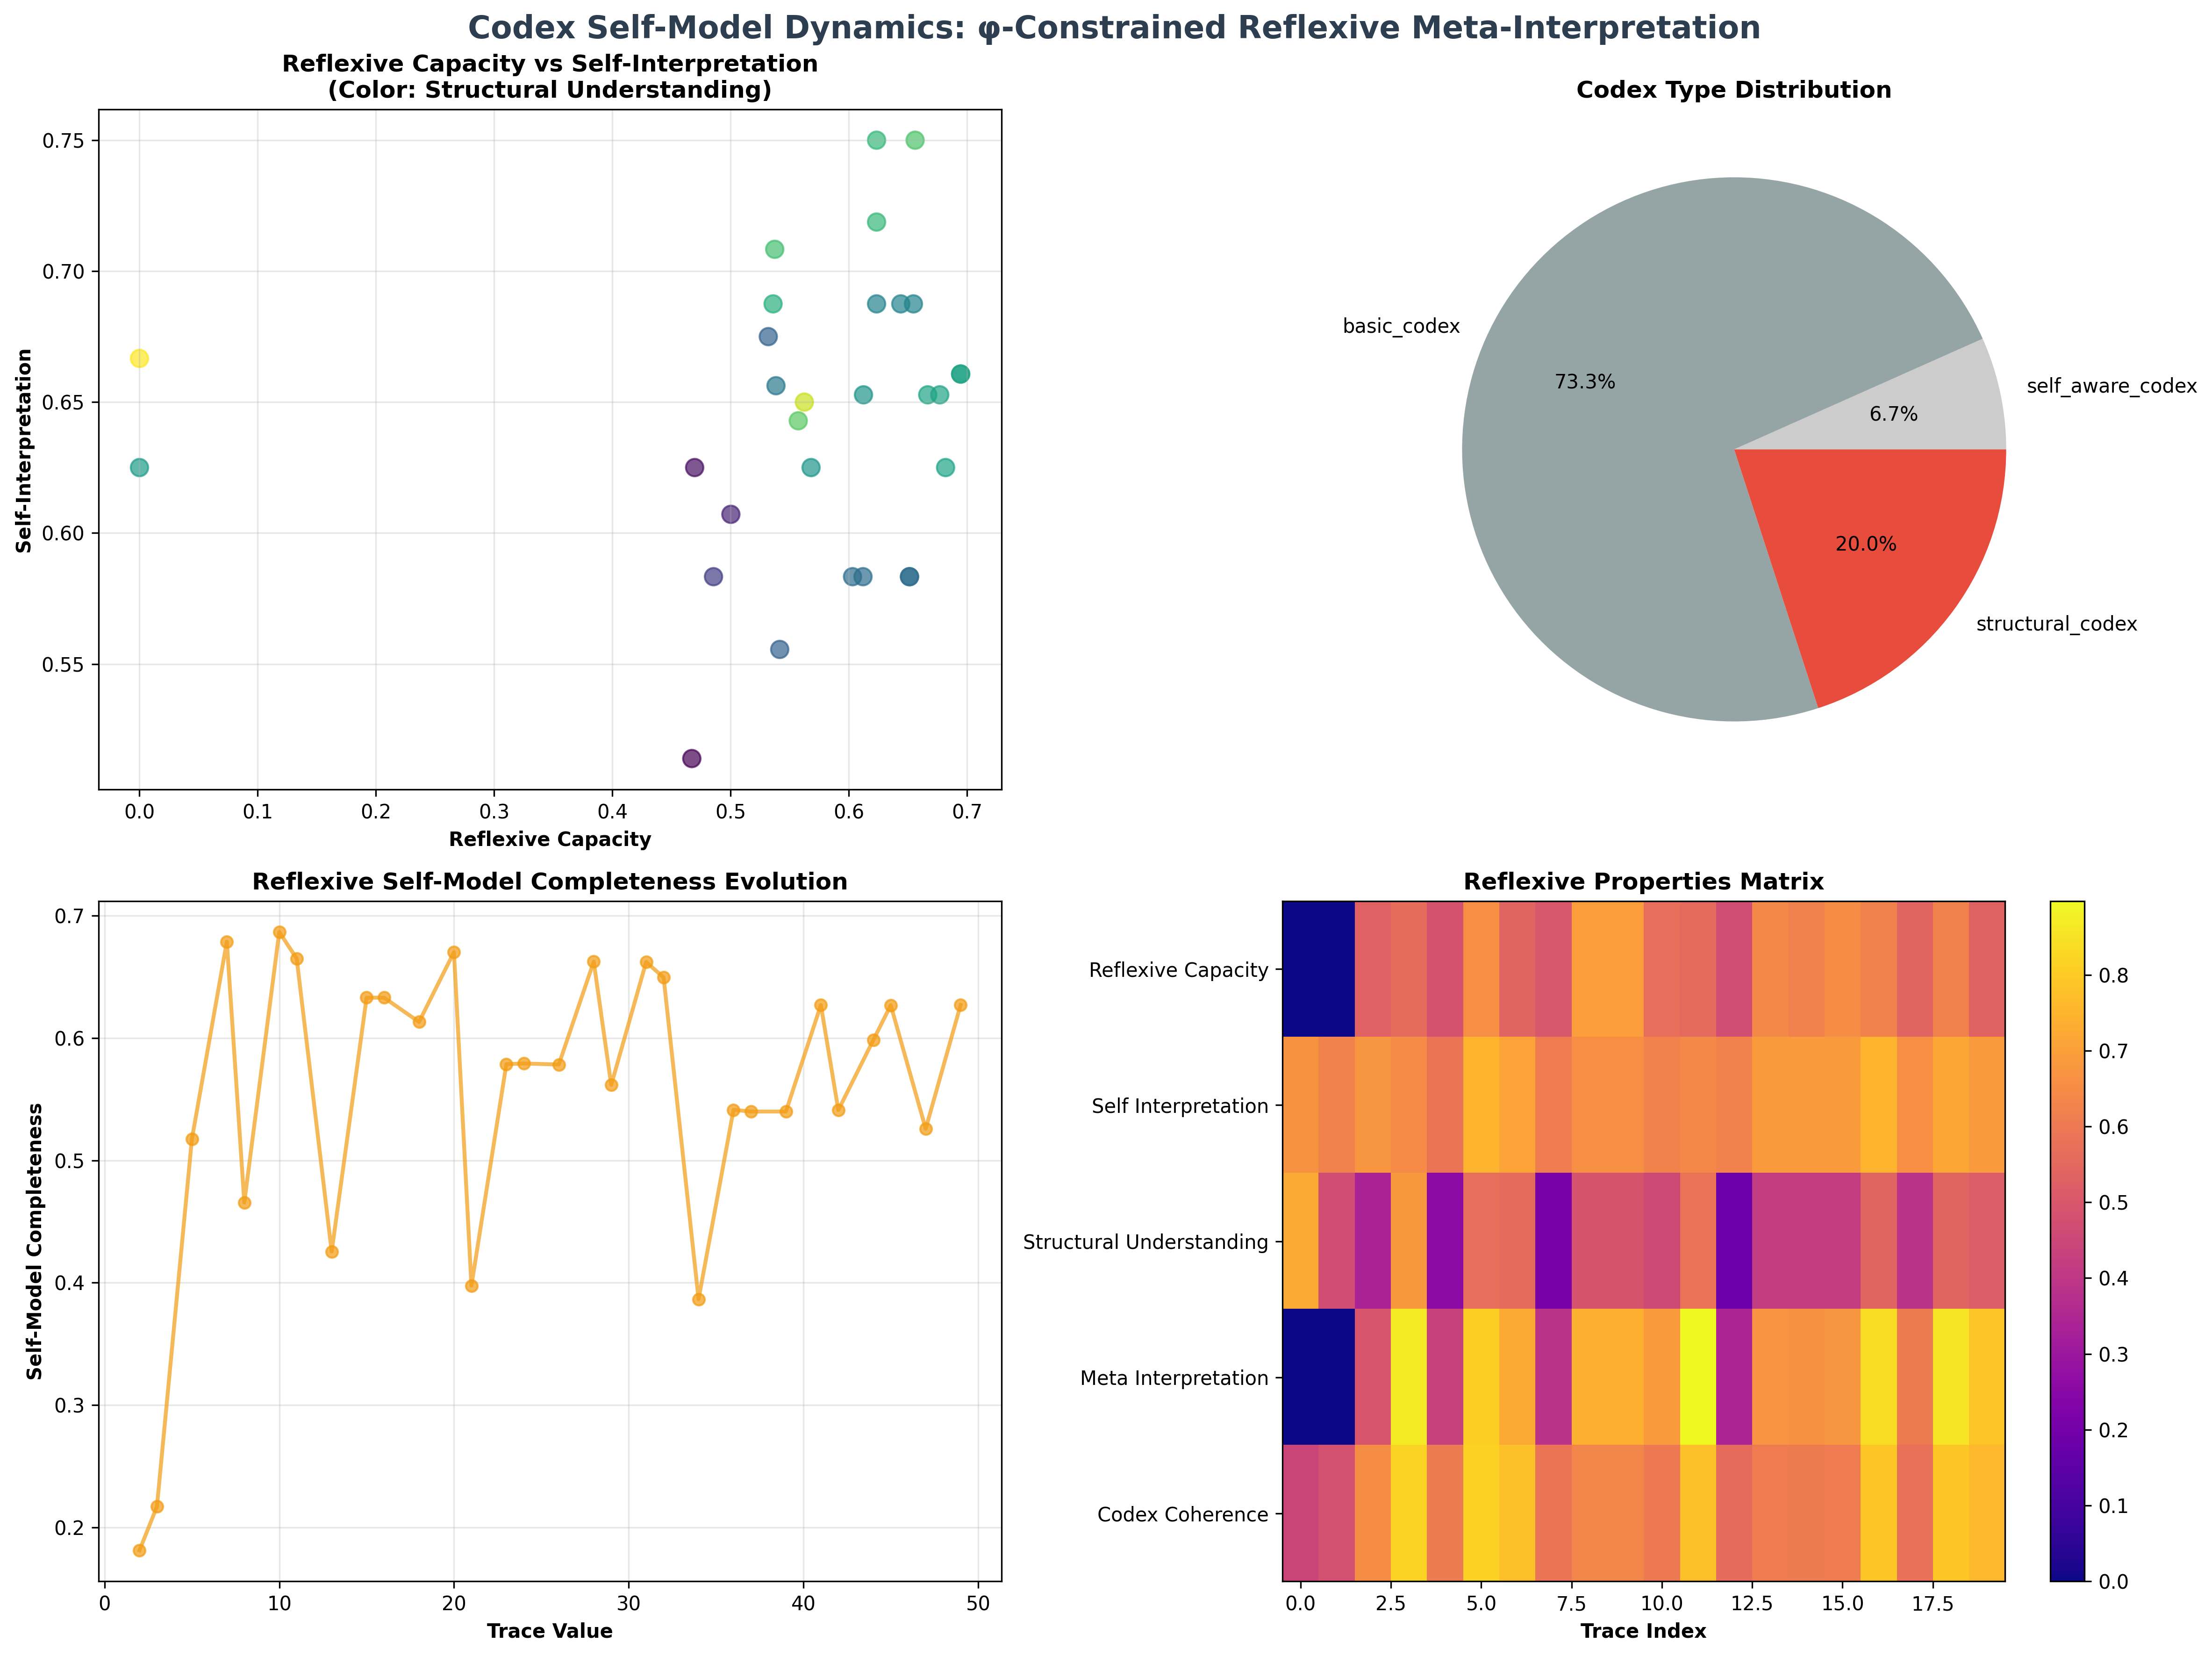 Codex Self-Model Dynamics: φ-Constrained Reflexive Meta-Interpretation
Reflexive Capacity vs Self-Interpretation
(Color: Structural Understanding)
0.75
0.70
0.65
0.60
0.55
Self-Interpretation
0.0 0.1 0.2 0.3 0.4 0.5 0.6 0.7
Reflexive Capacity
Codex Type Distribution
basic_codex
73.3%
self_aware_codex
6.7%
20.0%
structural_codex
Reflexive Self-Model Completeness Evolution
0.7
0.6
0.5
0.4
0.3
0.2
Self-Model Completeness
0 10 20 30 40 50
Trace Value
Reflexive Properties Matrix
Reflexive Capacity
Self Interpretation
Structural Understanding
Meta Interpretation
Codex Coherence
0.0 2.5 5.0 7.5 10.0 12.5 15.0 17.5
Trace Index
0.8
0.7
0.6
0.5
0.4
0.3
0.2
0.1
0.0